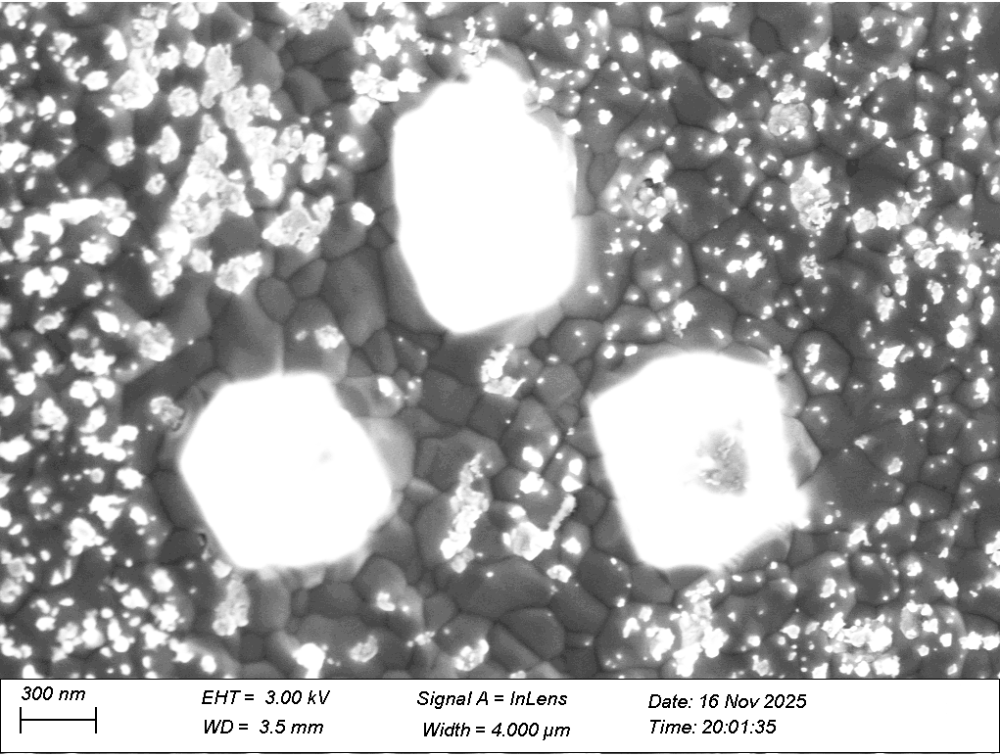 300 nm
EHT = 3.00 kV
Signal A = InLens
Date: 16 Nov 2025
WD = 3.5 mm
Width = 4.000 µm
Time: 20:01:35